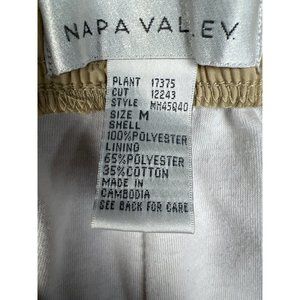 NAPA VALLEY
PLANT 17375
CUT 12243
STYLE MH45Q40
SIZE M
SHELL
100%POLYESTER
LINING
65%POLYESTER
35%COTTON
MADE IN
CAMBODIA
SEE BACK FOR CARE